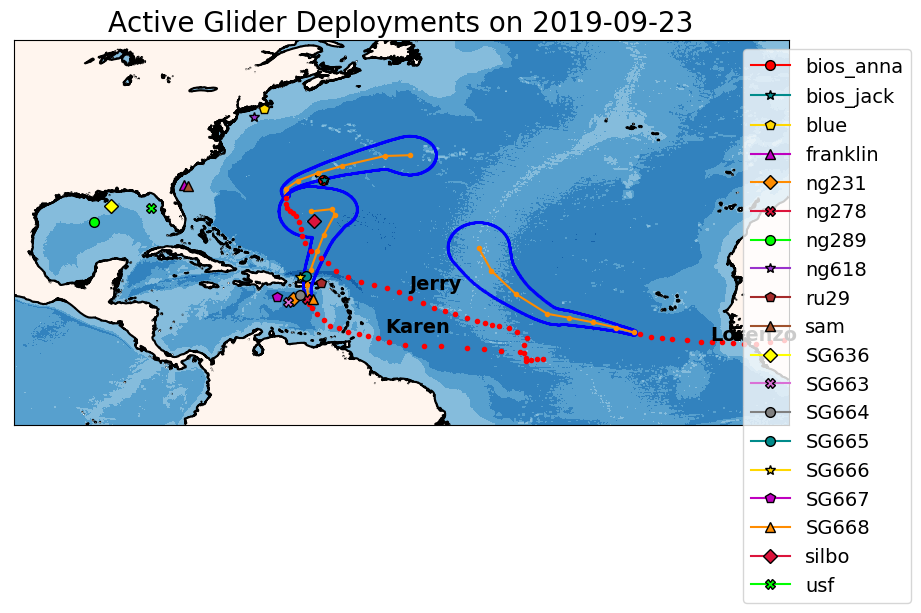 Active Glider Deployments on 2019-09-23
Jerry
Karen
Lorenzo
bios_anna
bios_jack
blue
franklin
ng231
ng278
ng289
ng618
ru29
sam
SG636
SG663
SG664
SG665
SG666
SG667
SG668
silbo
usf